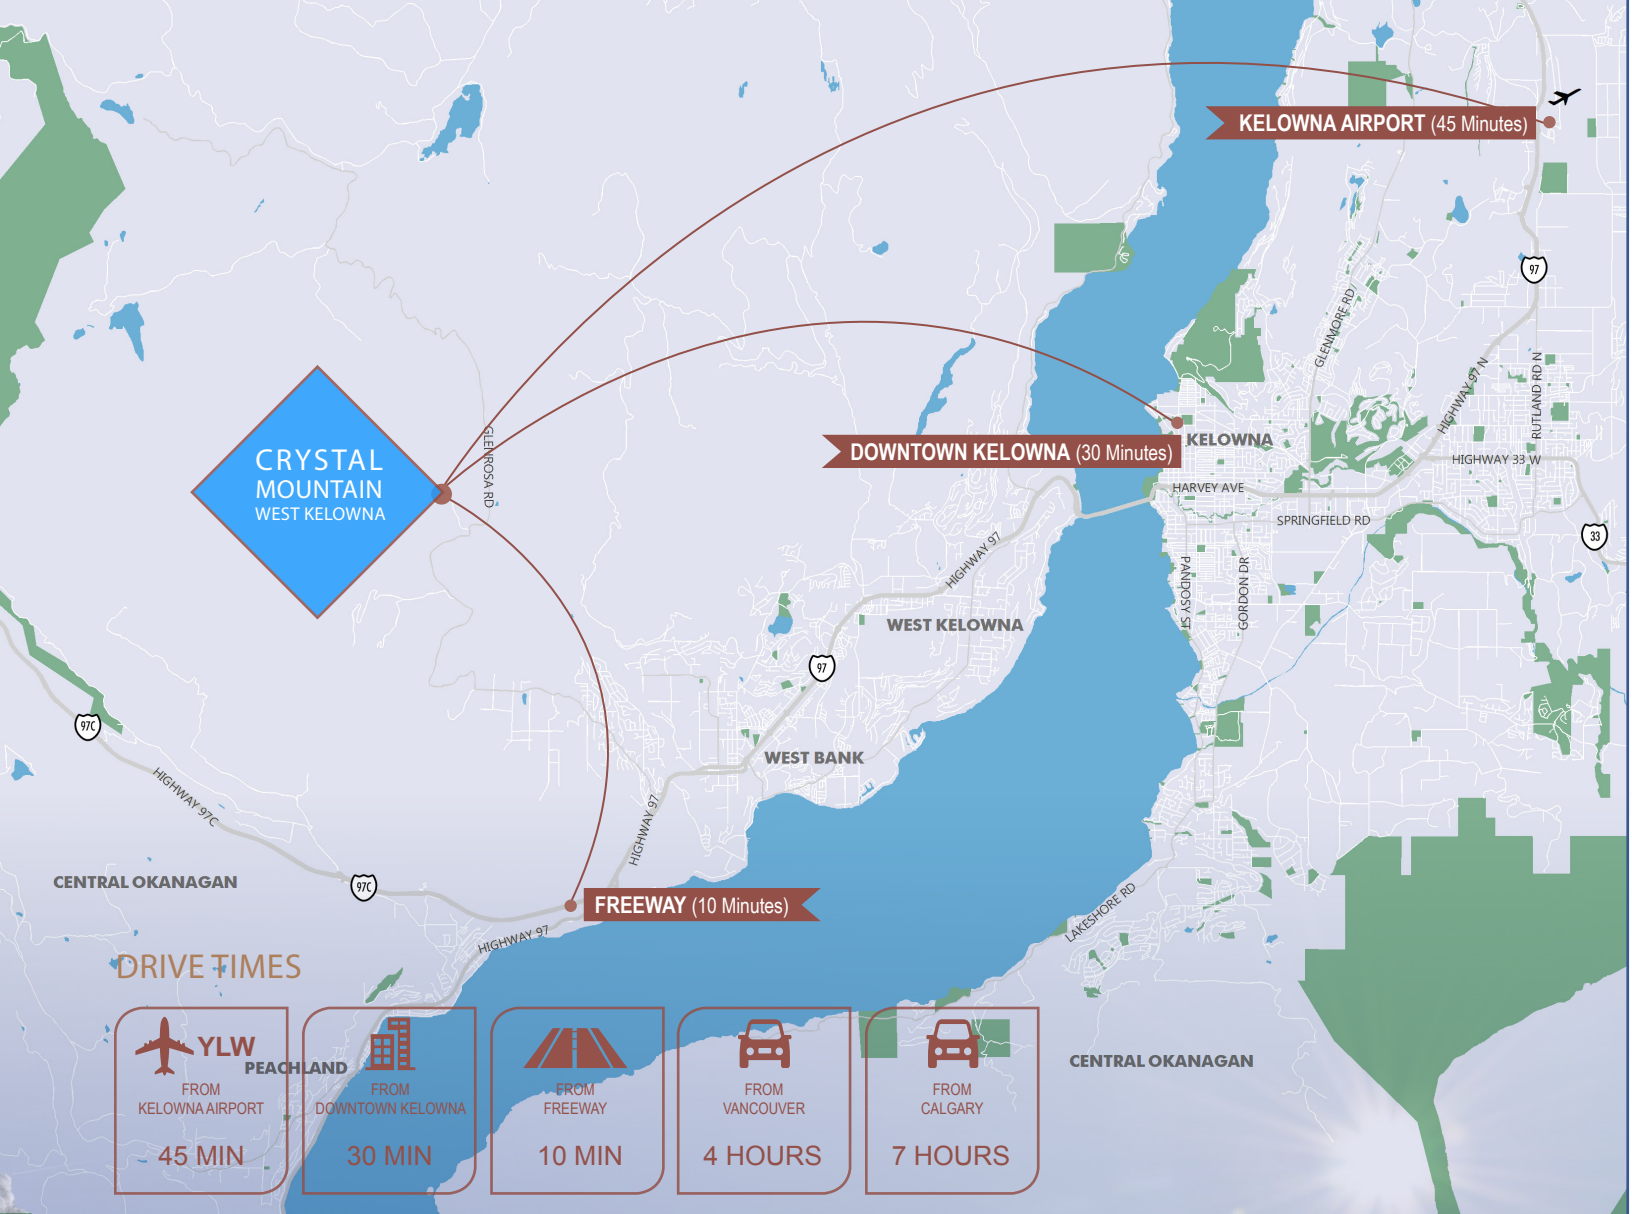 KELOWNA AIRPORT (45 Minutes)
97
GLENMORE RD
HIGHWAY 97 N
RUTLAND RD N
CRYSTAL
MOUNTAIN
WEST KELOWNA
GLENROSA RD
DOWNTOWN KELOWNA (30 Minutes)
KELOWNA
HIGHWAY 33 W
HARVEY AVE
SPRINGFIELD RD
33
HIGHWAY 97
PANDOSY ST
GORDON DR
WEST KELOWNA
97
97C
WEST BANK
HIGHWAY 97C
HIGHWAY 97
CENTRAL OKANAGAN
97C
FREEWAY (10 Minutes)
LAKESHORE RD
HIGHWAY 97
DRIVE TIMES
YLW
PEACHLAND
CENTRAL OKANAGAN
FROM
KELOWNA AIRPORT
45 MIN
FROM
DOWNTOWN KELOWNA
30 MIN
FROM
FREEWAY
10 MIN
FROM
VANCOUVER
4 HOURS
FROM
CALGARY
7 HOURS